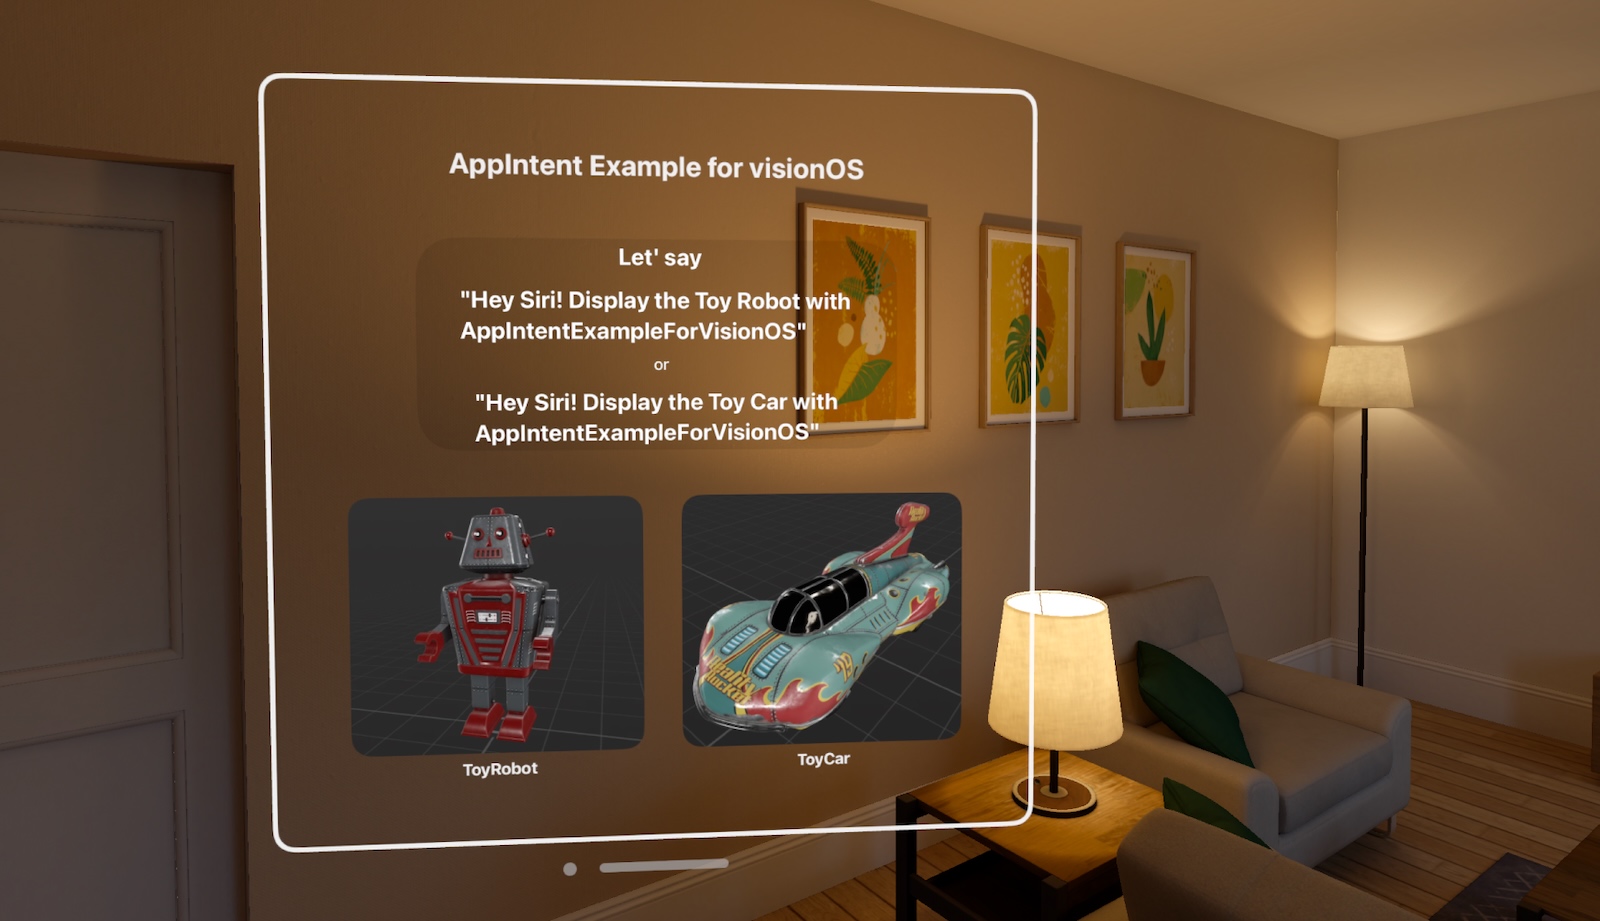 AppIntent Example for visionOS
Let' say
"Hey Siri! Display the Toy Robot with
AppIntentExampleForVisionOS"
or
"Hey Siri! Display the Toy Car with
AppIntentExampleForVisionOS"
ToyRobot
ToyCar